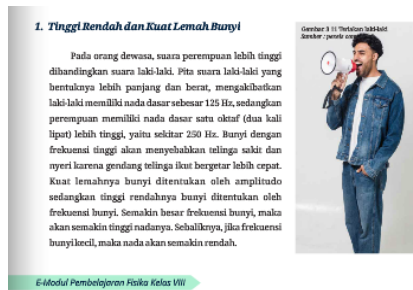 1. Tinggi Rendah dan Kuat Lemah Bunyi
Gambar 3 11 Teriakan laki-laki
Sumber : pexels
Pada orang dewasa, suara perempuan lebih tinggi
dibandingkan suara laki-laki. Pita suara laki-laki yang
bentuknya lebih panjang dan berat, mengakibatkan
laki-laki memiliki nada dasar sebesar 125 Hz, sedangkan
perempuan memiliki nada dasar satu oktaf (dua kali
lipat) lebih tinggi, yaitu sekitar 250 Hz. Bunyi dengan
frekuensi tinggi akan menyebabkan telinga sakit dan
nyeri karena gendang telinga ikut bergetar lebih cepat.
Kuat lemahnya bunyi ditentukan oleh amplitudo
sedangkan tinggi rendahnya bunyi ditentukan oleh
frekuensi bunyi. Semakin besar frekuensi bunyi, maka
akan semakin tinggi nadanya. Sebaliknya, jika frekuensi
bunyi kecil, maka nada akan semakin rendah.
E-Modul Pembelajaran Fisika Kelas VIII